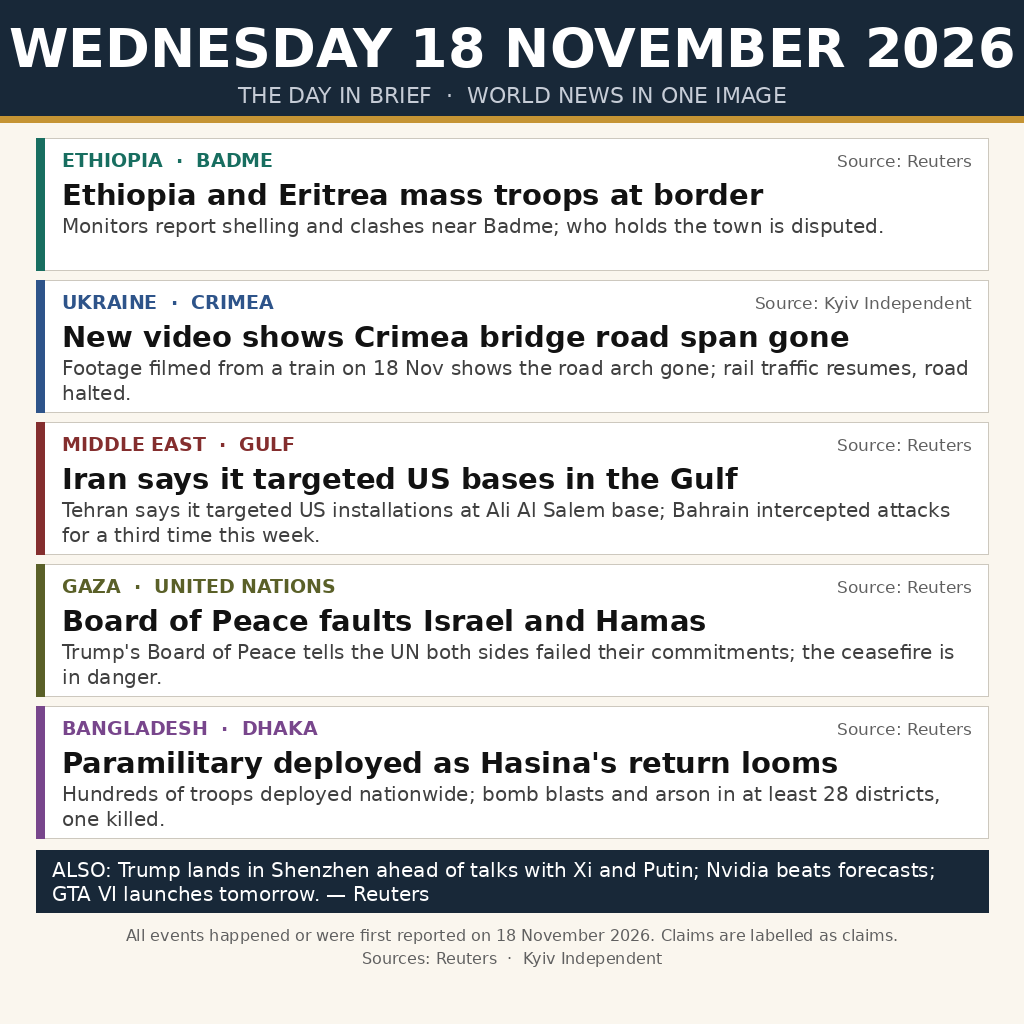 WEDNESDAY 18 NOVEMBER 2026
THE DAY IN BRIEF · WORLD NEWS IN ONE IMAGE
ETHIOPIA · BADME
Source: Reuters
Ethiopia and Eritrea mass troops at border
Monitors report shelling and clashes near Badme; who holds the town is disputed.
UKRAINE · CRIMEA
Source: Kyiv Independent
New video shows Crimea bridge road span gone
Footage filmed from a train on 18 Nov shows the road arch gone; rail traffic resumes, road
halted.
MIDDLE EAST · GULF
Source: Reuters
Iran says it targeted US bases in the Gulf
Tehran says it targeted US installations at Ali Al Salem base; Bahrain intercepted attacks
for a third time this week.
GAZA · UNITED NATIONS
Source: Reuters
Board of Peace faults Israel and Hamas
Trump's Board of Peace tells the UN both sides failed their commitments; the ceasefire is
in danger.
BANGLADESH · DHAKA
Source: Reuters
Paramilitary deployed as Hasina's return looms
Hundreds of troops deployed nationwide; bomb blasts and arson in at least 28 districts,
one killed.
ALSO: Trump lands in Shenzhen ahead of talks with Xi and Putin; Nvidia beats forecasts;
GTA VI launches tomorrow. — Reuters
All events happened or were first reported on 18 November 2026. Claims are labelled as claims.
Sources: Reuters · Kyiv Independent